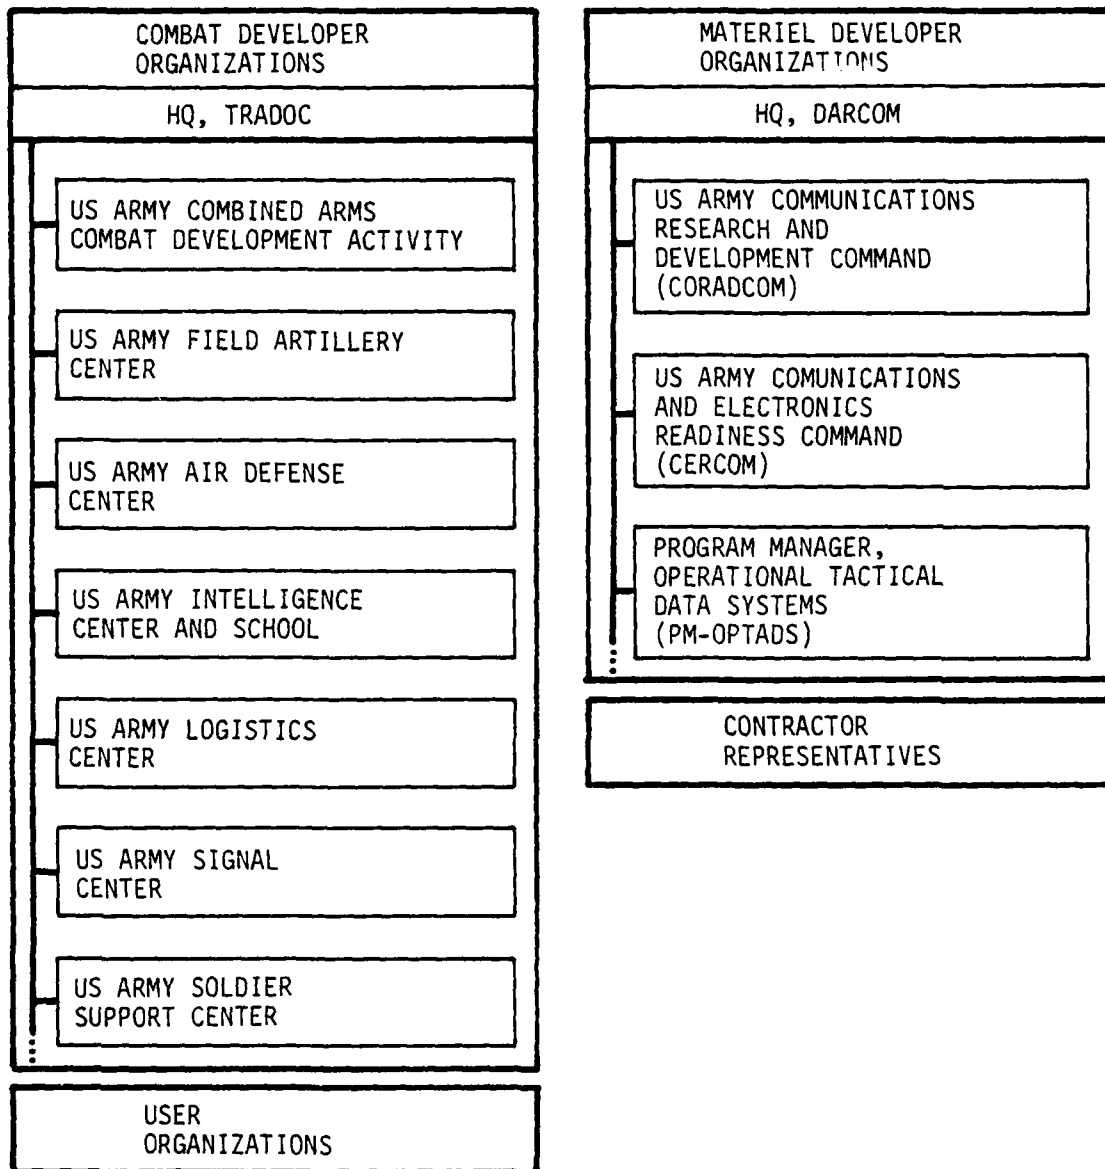 COMBAT DEVELOPER
ORGANIZATIONS
HQ, TRADOC
US ARMY COMBINED ARMS
COMBAT DEVELOPMENT ACTIVITY
US ARMY FIELD ARTILLERY
CENTER
US ARMY AIR DEFENSE
CENTER
US ARMY INTELLIGENCE
CENTER AND SCHOOL
US ARMY LOGISTICS
CENTER
US ARMY SIGNAL
CENTER
US ARMY SOLDIER
SUPPORT CENTER
USER
ORGANIZATIONS
MATERIEL DEVELOPER
ORGANIZATIONS
HQ, DARCOM
US ARMY COMMUNICATIONS
RESEARCH AND
DEVELOPMENT COMMAND
(CORADCOM)
US ARMY COMUNICATIONS
AND ELECTRONICS
READINESS COMMAND
(CERCOM)
PROGRAM MANAGER,
OPERATIONAL TACTICAL
DATA SYSTEMS
(PM-OPTADS)
CONTRACTOR
REPRESENTATIVES